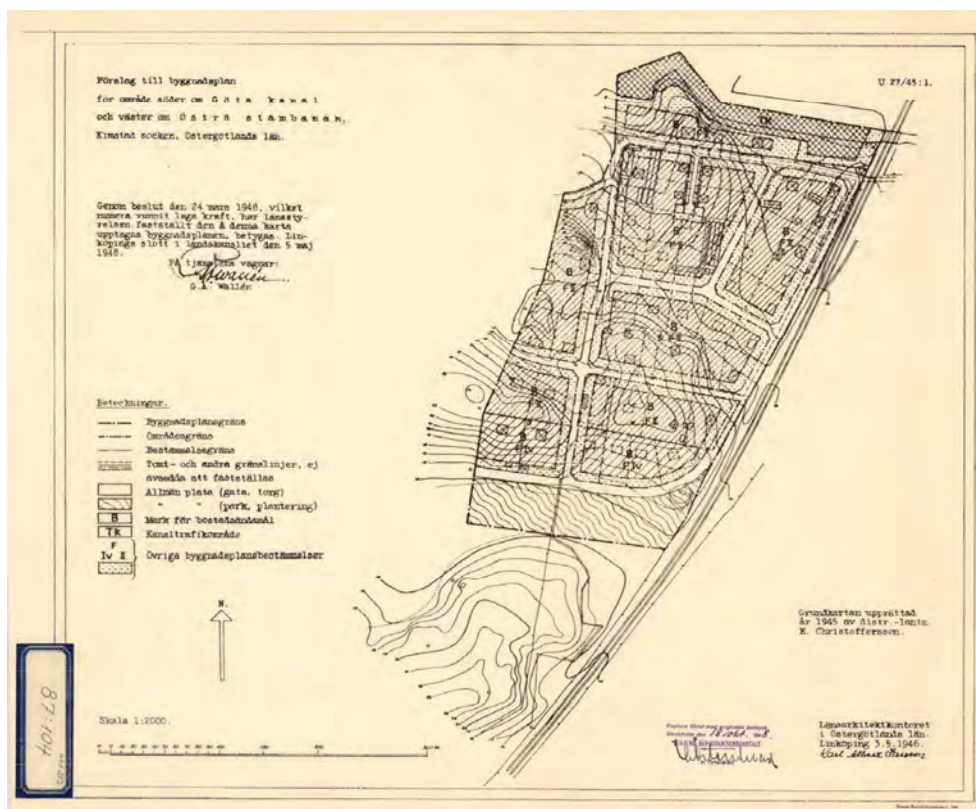 Förslag till byggnadsplan
för område söder om Göta kanal
och väster om Östra stambanan,
Kimstad socken, Östergötlands län.
U 27/45:1.
Genom beslut den 24 mars 1948, vilket
numera vunnit laga kraft, har länssty-
relsen fastställt den å denna karta
upptagna byggnadsplanen, betygas. Lin-
köpings slott i landskansliet den 5 maj
1948.
På tjänstens vägnar:
G.A. Wallén
Beteckningar.
Byggnadsplanegräns
Områdesgräns
Bestämmelsegräns
Tomt- och andra gränslinjer, ej
avsedda att fastställas
Allmän plats (gata, torg)
" " (park, plantering)
B Mark för bostadsändamål
Tk Kanaltrafikområde
F
Iv II Övriga byggnadsplansbestämmelser
N.
Skala 1:2000.
Grundkartan upprättad
år 1945 av distr.-lantm.
E. Christoffersson.
Länsarkitektkontoret
i Östergötlands län.
Linköping 3.5.1946.
87:104
Tk
B
B
B
B
B
B
B